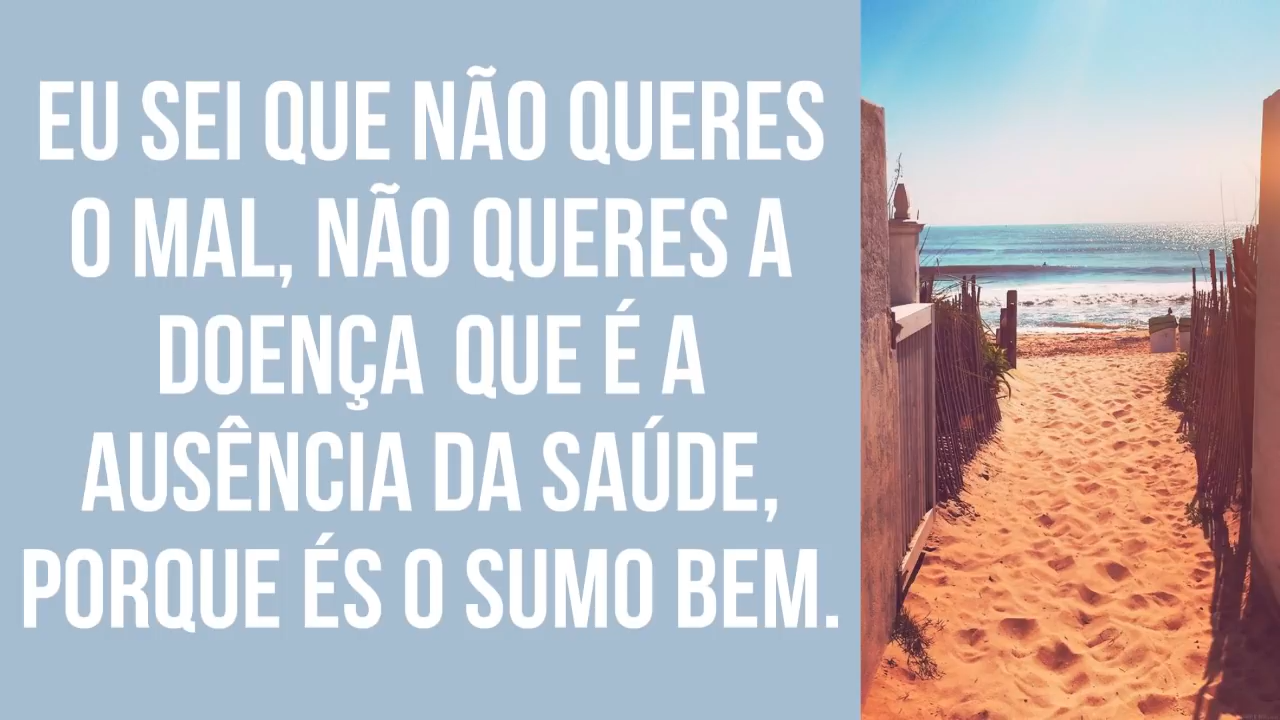 EU SEI QUE NÃO QUERES
O MAL, NÃO QUERES A
DOENÇA QUE É A
AUSÊNCIA DA SAÚDE,
PORQUE ÉS O SUMO BEM.